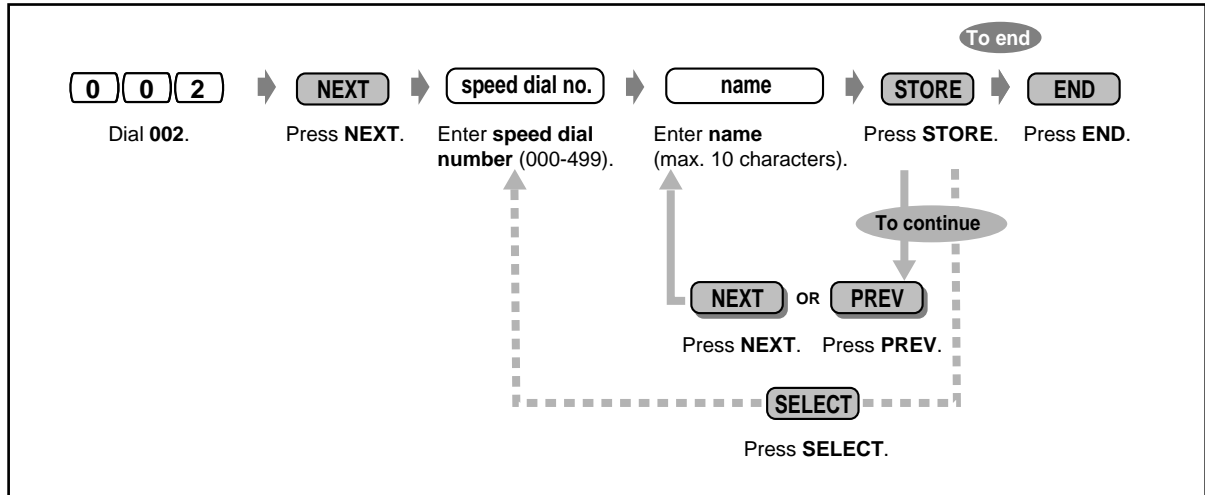 To end
0 0 2 NEXT speed dial no. name STORE END
Dial 002. Press NEXT. Enter speed dial number (000-499). Enter name (max. 10 characters). Press STORE. Press END.
To continue
NEXT OR PREV
Press NEXT. Press PREV.
SELECT
Press SELECT.